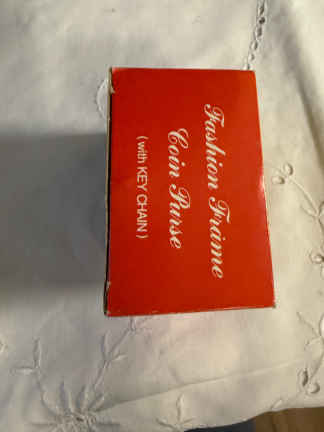 Fashion Frame
Coin Purse
( with KEY CHAIN )